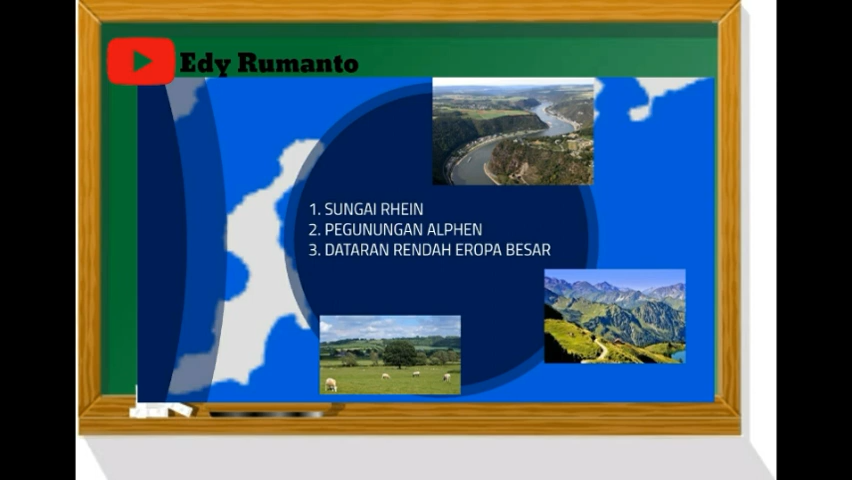 Edy Rumanto
1. SUNGAI RHEIN
2. PEGUNUNGAN ALPHEN
3. DATARAN RENDAH EROPA BESAR